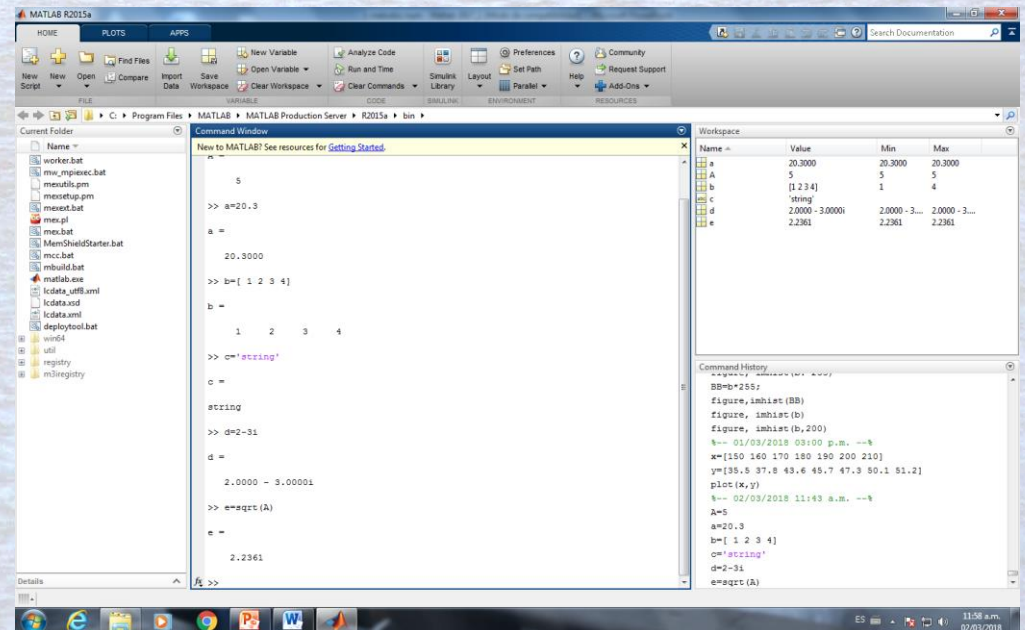 MATLAB R2015a
HOME PLOTS APPS
Search Documentation
New Script
New
Open
Find Files
Compare
Import Data
Save Workspace
New Variable
Open Variable
Clear Workspace
Analyze Code
Run and Time
Clear Commands
Simulink Library
Layout
Preferences
Set Path
Parallel
Help
Community
Request Support
Add-Ons
FILE VARIABLE CODE SIMULINK ENVIRONMENT RESOURCES
C: Program Files MATLAB MATLAB Production Server R2015a bin
Current Folder
Name
worker.bat
mw_mpiexec.bat
mexutils.pm
mexsetup.pm
mexext.bat
mex.pl
mex.bat
MemShieldStarter.bat
mcc.bat
mbuild.bat
matlab.exe
lcdata_utf8.xml
lcdata.xsd
lcdata.xml
deploytool.bat
win64
util
registry
m3iregistry
Details
Command Window
New to MATLAB? See resources for Getting Started.
5
>> a=20.3
a =
20.3000
>> b=[ 1 2 3 4]
b =
1 2 3 4
>> c='string'
c =
string
>> d=2-3i
d =
2.0000 - 3.0000i
>> e=sqrt(A)
e =
2.2361
fx >>
Workspace
Name Value Min Max
a 20.3000 20.3000 20.3000
A 5 5 5
b [1 2 3 4] 1 4
c 'string'
d 2.0000 - 3.0000i 2.0000 - 3.... 2.0000 - 3....
e 2.2361 2.2361 2.2361
Command History
BB=b*255;
figure,imhist(BB)
figure, imhist(b)
figure, imhist(b,200)
%-- 01/03/2018 03:00 p.m. --%
x=[150 160 170 180 190 200 210]
y=[35.5 37.8 43.6 45.7 47.3 50.1 51.2]
plot(x,y)
%-- 02/03/2018 11:43 a.m. --%
A=5
a=20.3
b=[ 1 2 3 4]
c='string'
d=2-3i
e=sqrt(A)
ES
11:58 a.m.
02/03/2018